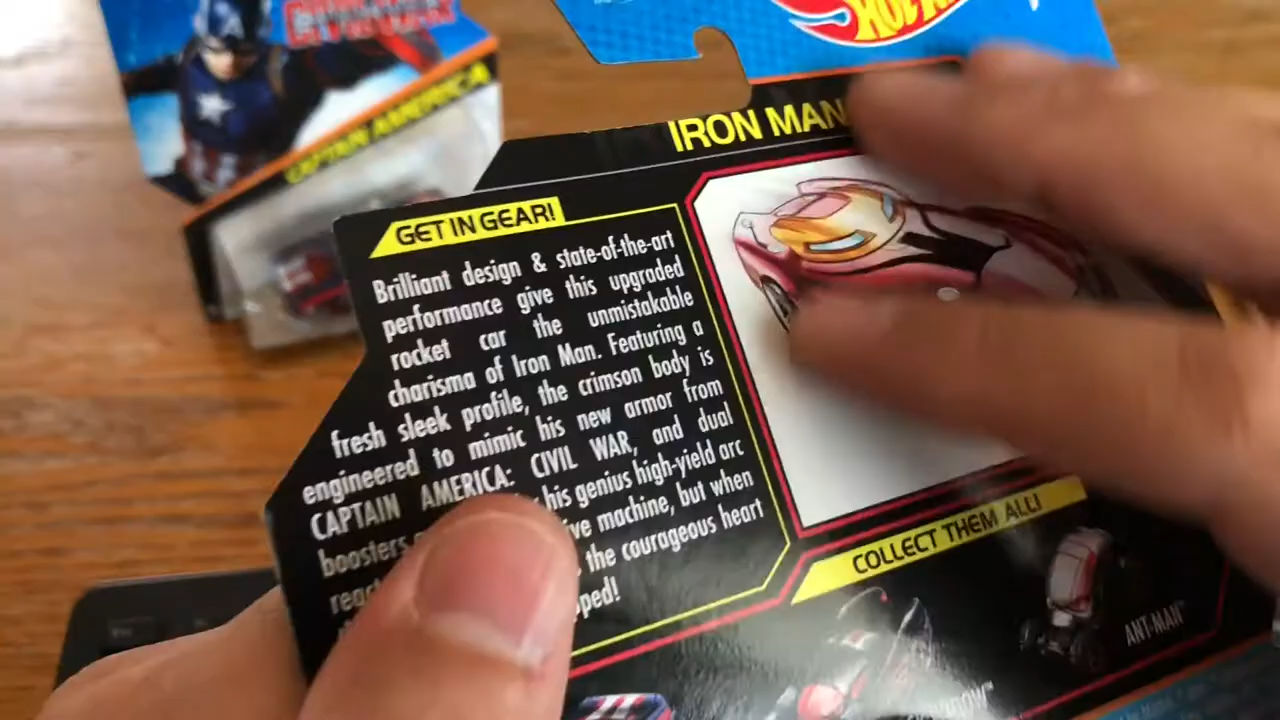 CAPTAIN AMERICA
HOT
IRON MAN
GET IN GEAR!
Brilliant design & state-of-the-art
performance give this upgraded
rocket car the unmistakable
charisma of Iron Man. Featuring a
fresh sleek profile, the crimson body is
engineered to mimic his new armor from
CAPTAIN AMERICA: CIVIL WAR, and dual
boosters his genius high-yield arc
machine, but when
the courageous heart
COLLECT THEM ALL!
ANT-MAN